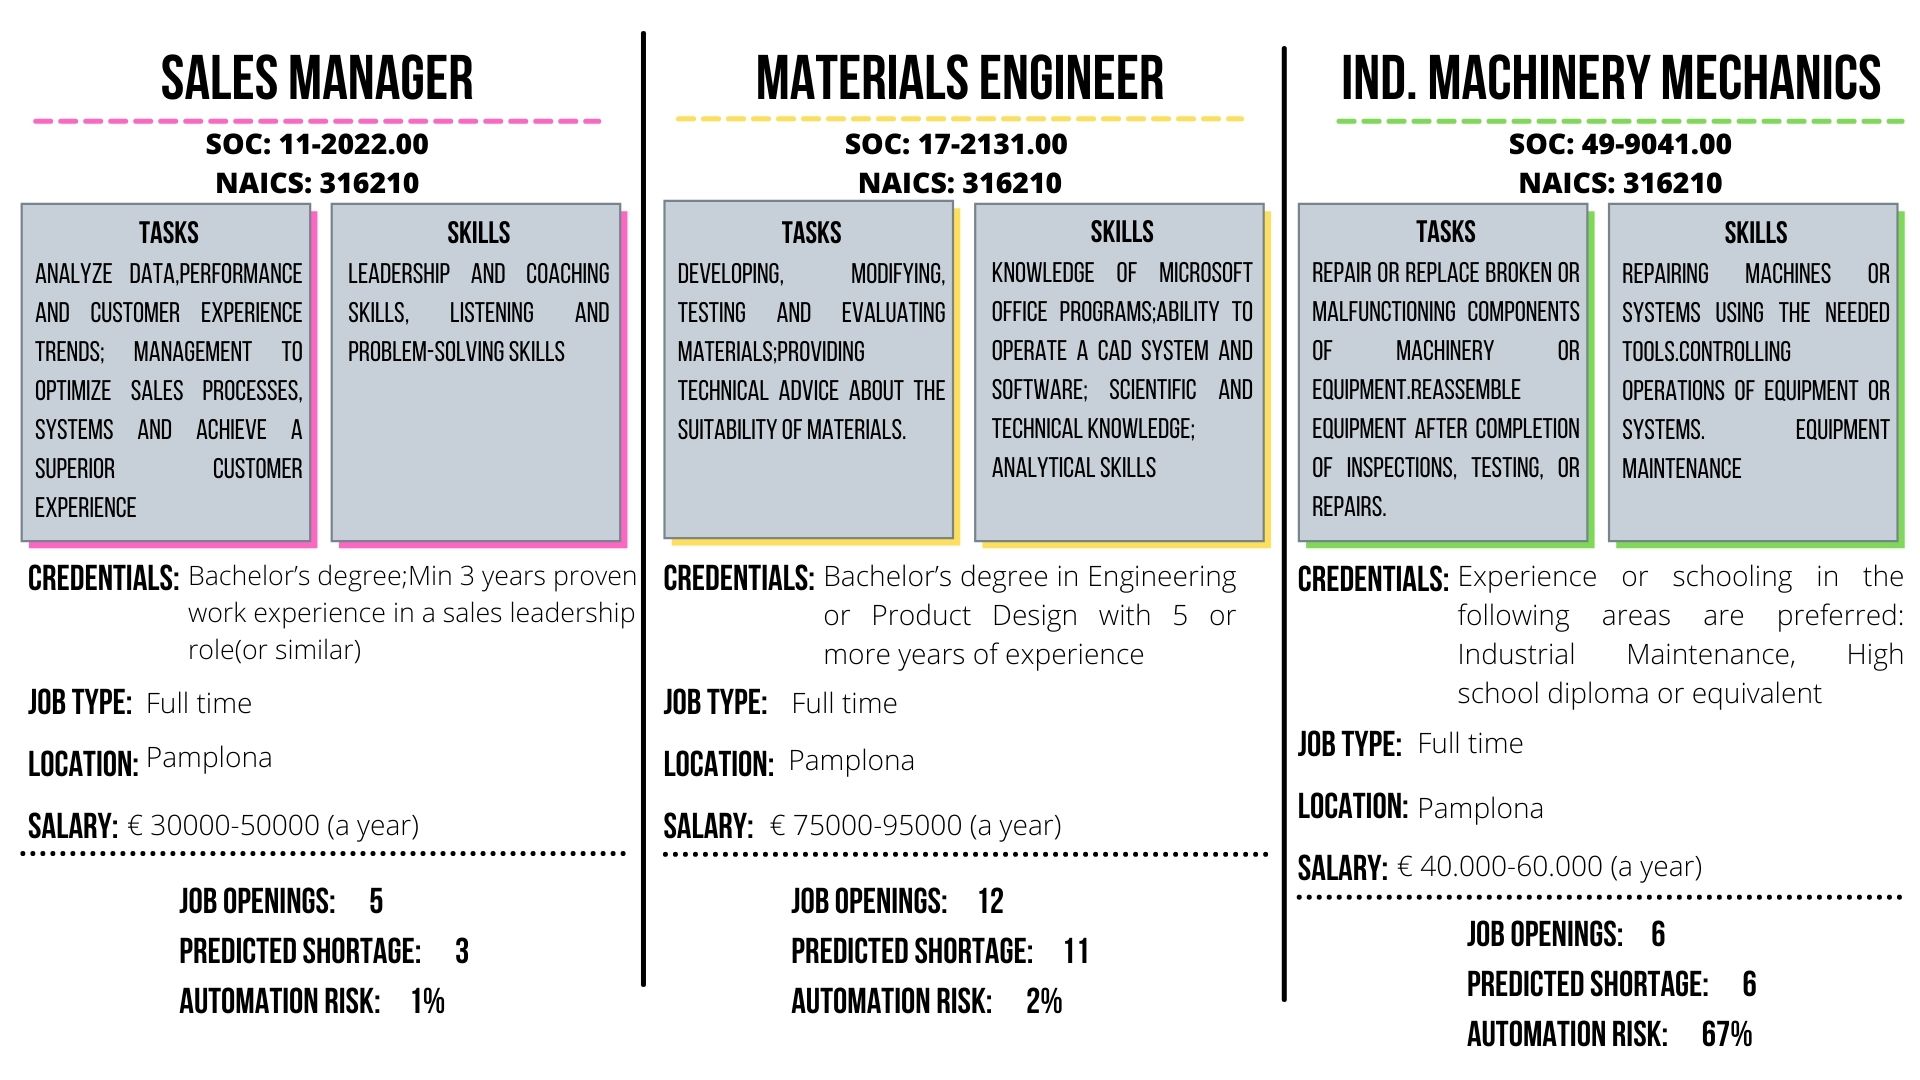 SALES MANAGER
SOC: 11-2022.00
NAICS: 316210
TASKS
ANALYZE DATA,PERFORMANCE
AND CUSTOMER EXPERIENCE
TRENDS; MANAGEMENT TO
OPTIMIZE SALES PROCESSES,
SYSTEMS AND ACHIEVE A
SUPERIOR CUSTOMER
EXPERIENCE
SKILLS
LEADERSHIP AND COACHING
SKILLS, LISTENING AND
PROBLEM-SOLVING SKILLS
CREDENTIALS: Bachelor's degree;Min 3 years proven
work experience in a sales leadership
role(or similar)
JOB TYPE: Full time
LOCATION: Pamplona
SALARY: € 30000-50000 (a year)
JOB OPENINGS: 5
PREDICTED SHORTAGE: 3
AUTOMATION RISK: 1%
MATERIALS ENGINEER
SOC: 17-2131.00
NAICS: 316210
TASKS
DEVELOPING, MODIFYING,
TESTING AND EVALUATING
MATERIALS;PROVIDING
TECHNICAL ADVICE ABOUT THE
SUITABILITY OF MATERIALS.
SKILLS
KNOWLEDGE OF MICROSOFT
OFFICE PROGRAMS;ABILITY TO
OPERATE A CAD SYSTEM AND
SOFTWARE; SCIENTIFIC AND
TECHNICAL KNOWLEDGE;
ANALYTICAL SKILLS
CREDENTIALS: Bachelor's degree in Engineering
or Product Design with 5 or
more years of experience
JOB TYPE: Full time
LOCATION: Pamplona
SALARY: € 75000-95000 (a year)
JOB OPENINGS: 12
PREDICTED SHORTAGE: 11
AUTOMATION RISK: 2%
IND. MACHINERY MECHANICS
SOC: 49-9041.00
NAICS: 316210
TASKS
REPAIR OR REPLACE BROKEN OR
MALFUNCTIONING COMPONENTS
OF MACHINERY OR
EQUIPMENT.REASSEMBLE
EQUIPMENT AFTER COMPLETION
OF INSPECTIONS, TESTING, OR
REPAIRS.
SKILLS
REPAIRING MACHINES OR
SYSTEMS USING THE NEEDED
TOOLS.CONTROLLING
OPERATIONS OF EQUIPMENT OR
SYSTEMS. EQUIPMENT
MAINTENANCE
CREDENTIALS: Experience or schooling in the
following areas are preferred:
Industrial Maintenance, High
school diploma or equivalent
JOB TYPE: Full time
LOCATION: Pamplona
SALARY: € 40.000-60.000 (a year)
JOB OPENINGS: 6
PREDICTED SHORTAGE: 6
AUTOMATION RISK: 67%